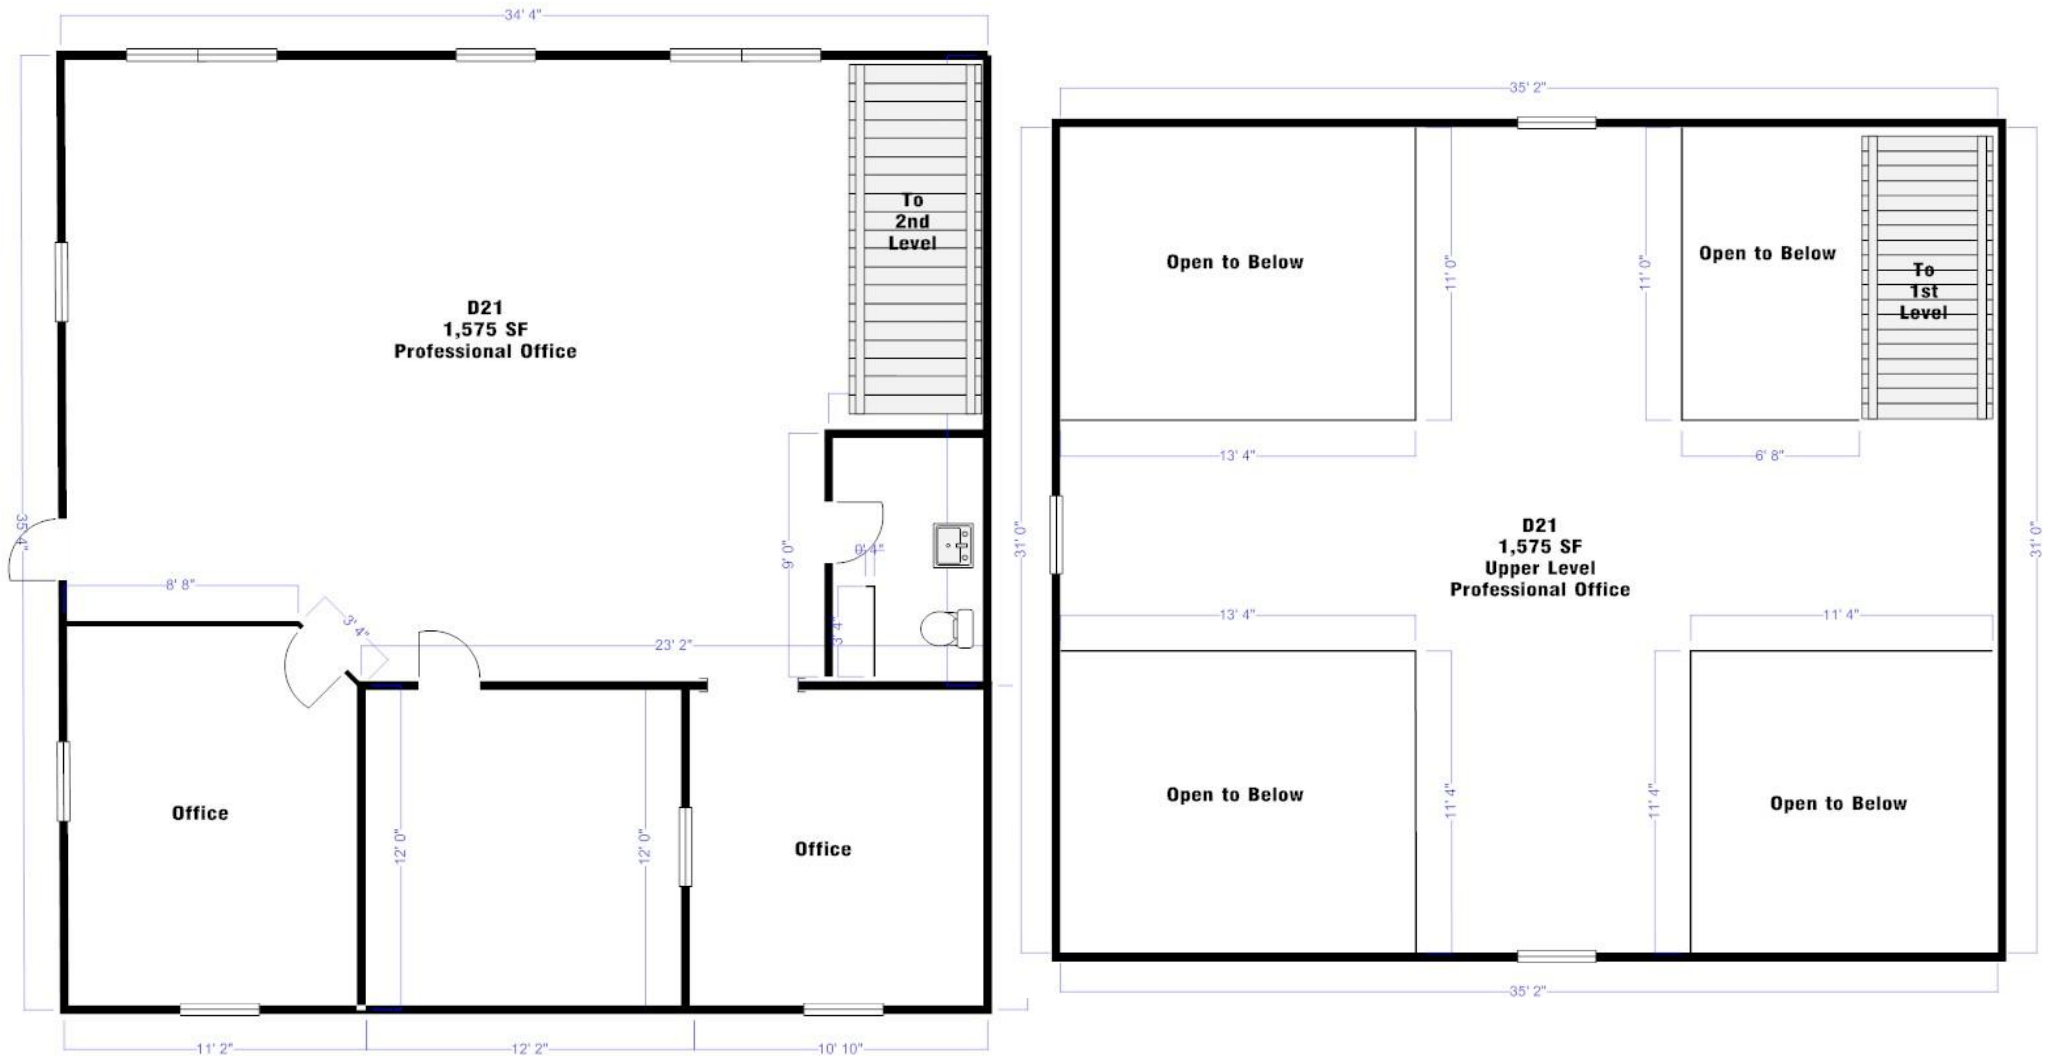 34' 4"
35' 4"
To
2nd
Level
D21
1,575 SF
Professional Office
8' 8"
3' 4"
23' 2"
9' 0"
0' 4"
3' 4"
Office
12' 0"
12' 0"
Office
11' 2"
12' 2"
10' 10"
35' 2"
Open to Below
11' 0"
11' 0"
Open to Below
To
1st
Level
13' 4"
6' 8"
31' 0"
31' 0"
D21
1,575 SF
Upper Level
Professional Office
13' 4"
11' 4"
Open to Below
11' 4"
11' 4"
Open to Below
35' 2"